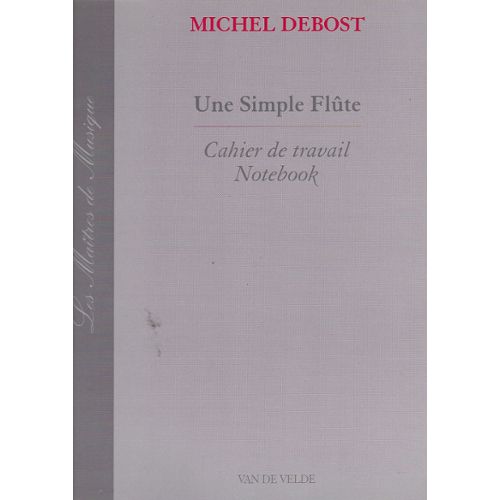 MICHEL DEBOST
Une Simple Flûte
Cahier de travail
Notebook
Les Maîtres de Musique
VAN DE VELDE